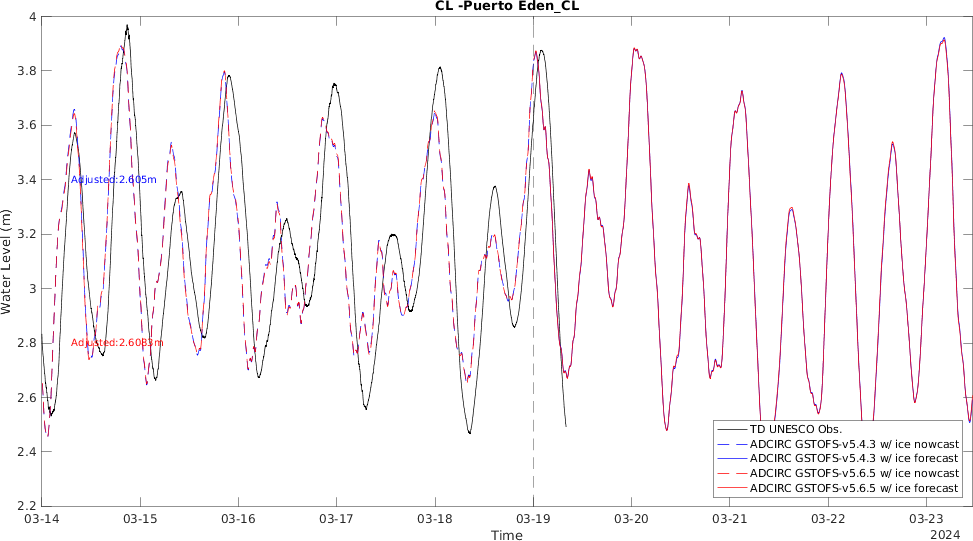 CL -Puerto Eden_CL
4
3.8
3.6
3.4
3.2
3
2.8
2.6
2.4
2.2
Water Level (m)
Adjusted:2.605m
Adjusted:2.6083m
TD UNESCO Obs.
ADCIRC GSTOFS-v5.4.3 w/ ice nowcast
ADCIRC GSTOFS-v5.4.3 w/ ice forecast
ADCIRC GSTOFS-v5.6.5 w/ ice nowcast
ADCIRC GSTOFS-v5.6.5 w/ ice forecast
03-14 03-15 03-16 03-17 03-18 03-19 03-20 03-21 03-22 03-23
Time
2024